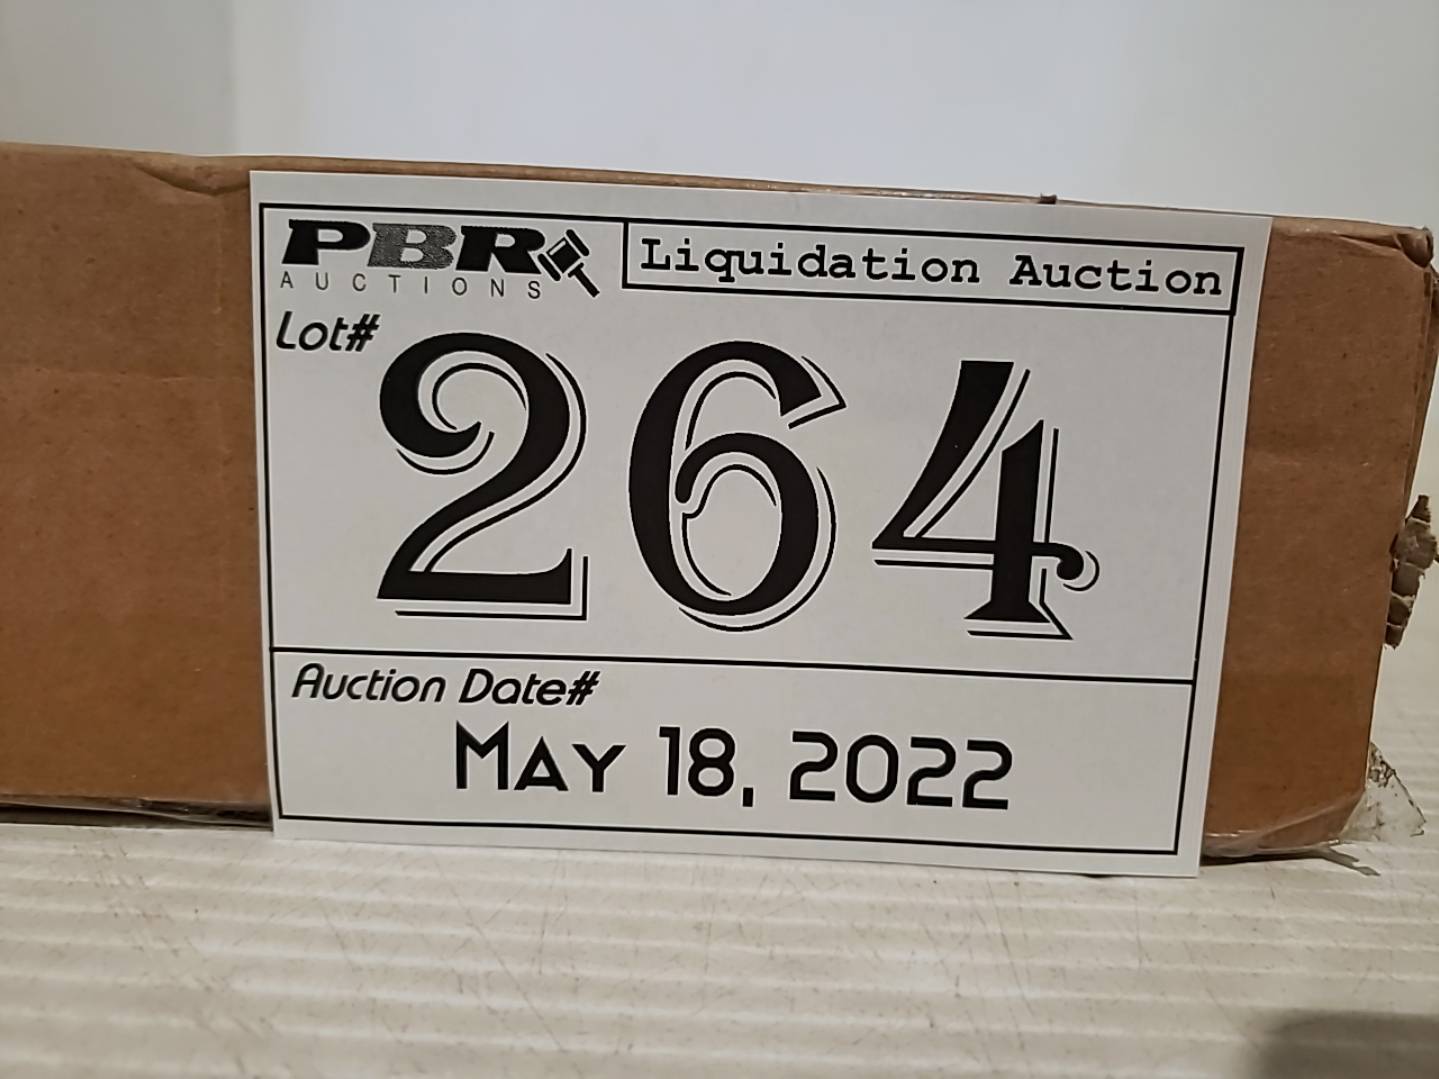 PBR
AUCTIONS
Liquidation Auction
Lot#
264
Auction Date#
MAY 18, 2022